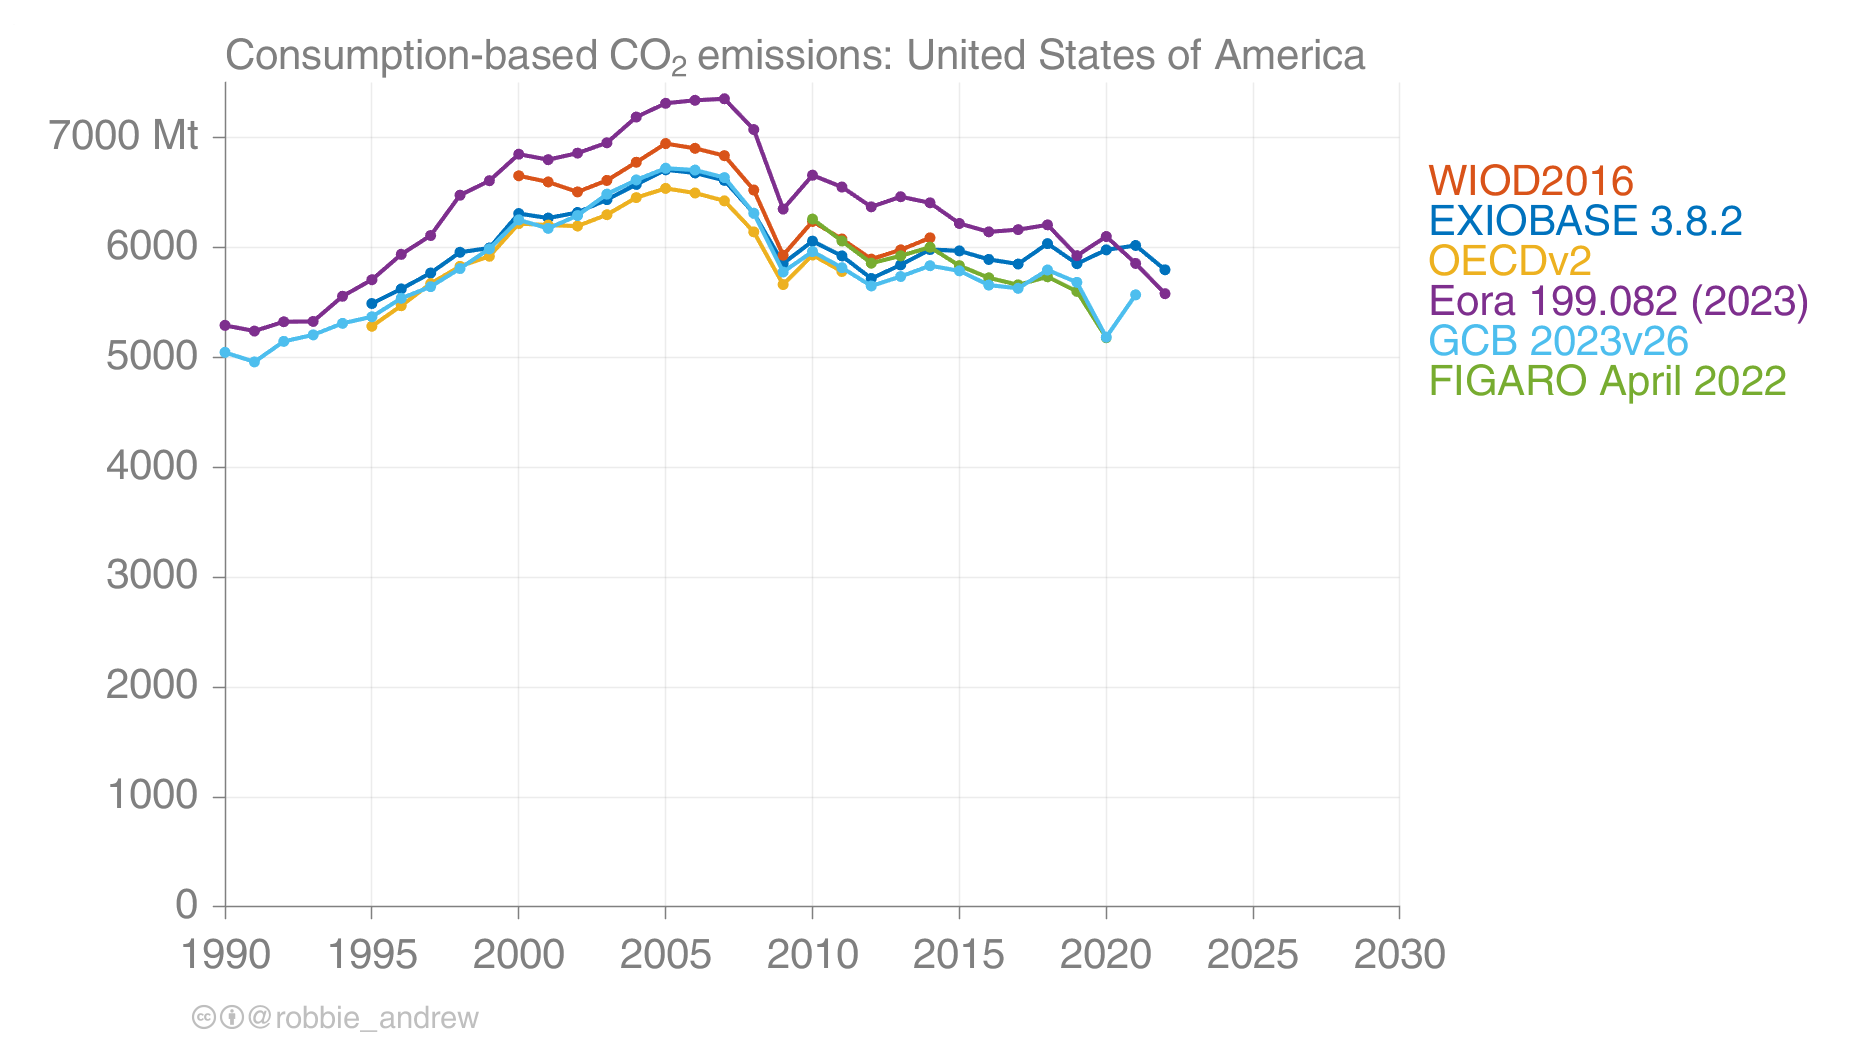 Consumption-based CO₂ emissions: United States of America
7000 Mt
6000
5000
4000
3000
2000
1000
0
1990 1995 2000 2005 2010 2015 2020 2025 2030
WIOD2016
EXIOBASE 3.8.2
OECDv2
Eora 199.082 (2023)
GCB 2023v26
FIGARO April 2022
cc @robbie_andrew